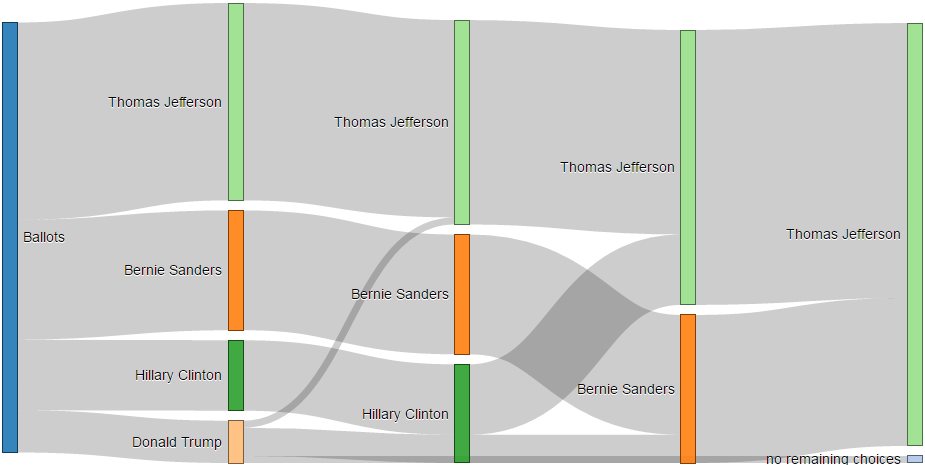 Ballots
Thomas Jefferson
Bernie Sanders
Hillary Clinton
Donald Trump
Thomas Jefferson
Bernie Sanders
Hillary Clinton
Thomas Jefferson
Bernie Sanders
Thomas Jefferson
no remaining choices